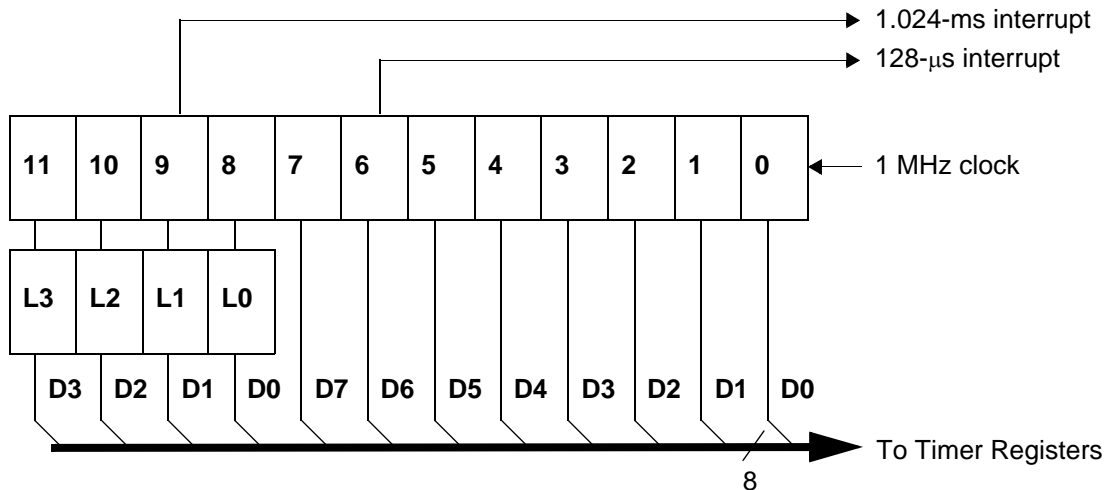 1.024-ms interrupt
128-μs interrupt
11 10 9 8 7 6 5 4 3 2 1 0
1 MHz clock
L3 L2 L1 L0
D3 D2 D1 D0 D7 D6 D5 D4 D3 D2 D1 D0
To Timer Registers
8